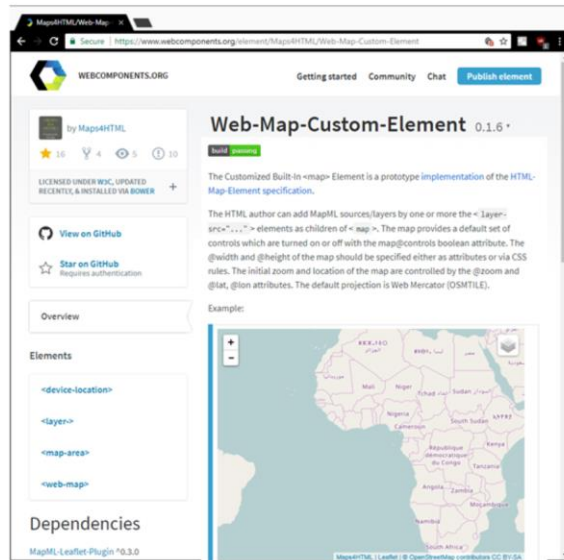 Maps4HTML/Web-Map-
Secure | https://www.webcomponents.org/element/Maps4HTML/Web-Map-Custom-Element
WEBCOMPONENTS.ORG
Getting started Community Chat Publish element
by Maps4HTML
16 4 5 10
LICENSED UNDER W3C, UPDATED
RECENTLY, & INSTALLED VIA BOWER +
View on GitHub
Star on GitHub
Requires authentication
Overview
Elements
<device-location>
<layer->
<map-area>
<web-map>
Dependencies
MapML-Leaflet-Plugin ^0.3.0
Web-Map-Custom-Element 0.1.6
build passing
The Customized Built-In <map> Element is a prototype implementation of the HTML-
Map-Element specification.
The HTML author can add MapML sources/layers by one or more the < layer-
src="..." > elements as children of < map >. The map provides a default set of
controls which are turned on or off with the map@controls boolean attribute. The
@width and @height of the map should be specified either as attributes or via CSS
rules. The initial zoom and location of the map are controlled by the @zoom and
@lat, @lon attributes. The default projection is Web Mercator (OSMTILE).
Example:
+
-
Mali Niger
Tchad
Nigeria
South Sudan
Cameroun
République
démocratique
du Congo
Kenya
Tanzania
Angola Zambia
Moçambique
Namibia
South Africa
Maps4HTML | Leaflet | © OpenStreetMap contributors CC BY-SA